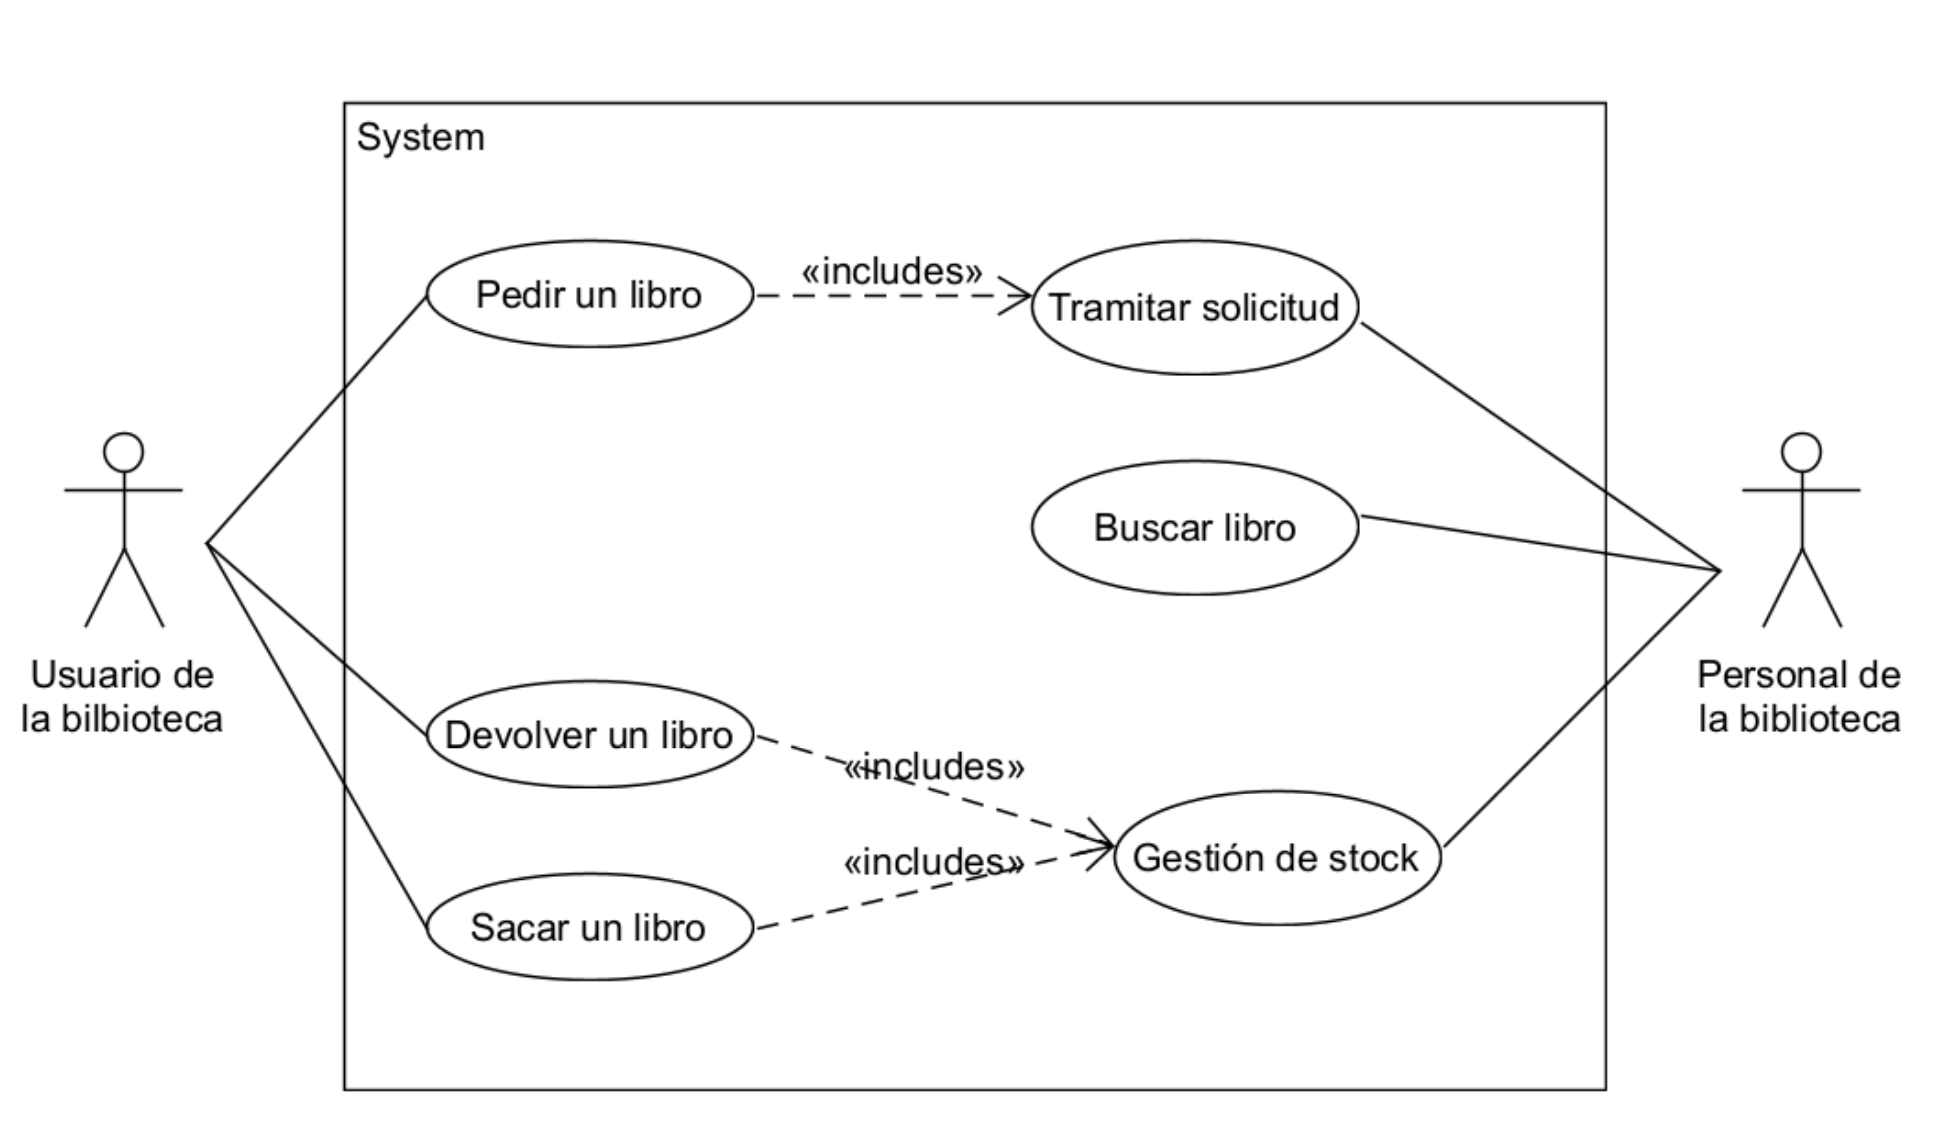 System
«includes»
Pedir un libro
Tramitar solicitud
Buscar libro
Usuario de
la bilbioteca
Personal de
la biblioteca
Devolver un libro
«includes»
«includes»
Gestión de stock
Sacar un libro